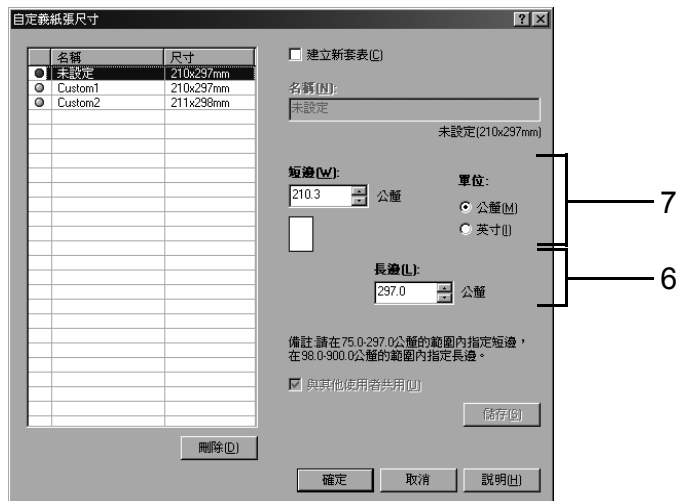 自定義紙張尺寸
名稱 尺寸
未設定 210x297mm
Custom1 210x297mm
Custom2 211x298mm
刪除(D)
建立新套表(C)
名稱(N):
未設定
未設定(210x297mm)
短邊(W):
210.3 公釐
單位:
公釐(M)
英寸(I)
7
長邊(L):
297.0 公釐
6
備註:請在75.0-297.0公釐的範圍內指定短邊，
在98.0-900.0公釐的範圍內指定長邊。
與其他使用者共用(U)
儲存(S)
確定 取消 說明(H)